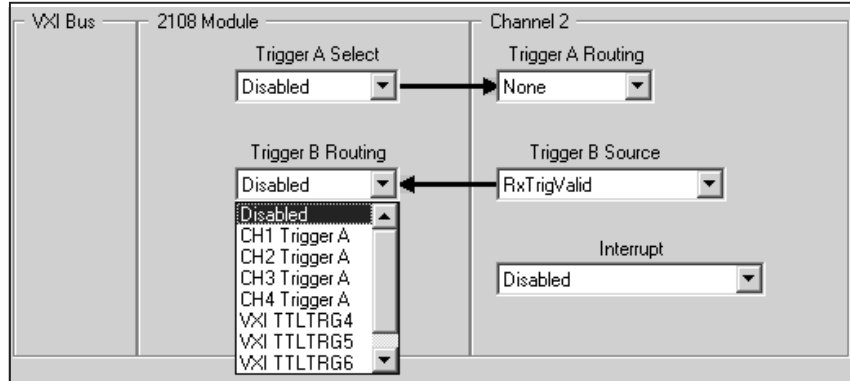 VXI Bus
2108 Module
Channel 2
Trigger A Select
Trigger A Routing
Disabled
None
Trigger B Routing
Trigger B Source
Disabled
RxTrigValid
Disabled
CH1 Trigger A
CH2 Trigger A
CH3 Trigger A
CH4 Trigger A
VXI TTLTRG4
VXI TTLTRG5
VXI TTLTRG6
Interrupt
Disabled